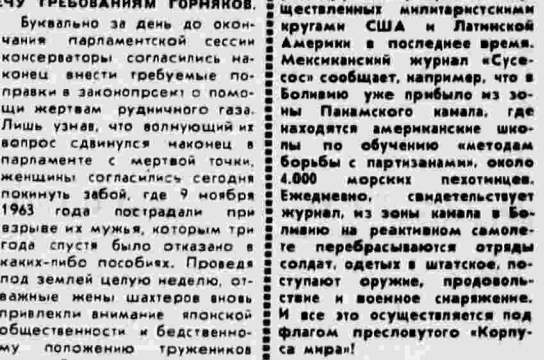 ЧУ ТРЕБОВАНИЯМ ГОРНЯКОВ.
Буквально за день до окон-
чания парламентской сессии
консерваторы согласились на-
конец внести требуемые по-
правки в законопроект о помо-
щи жертвам рудничного газа.
Лишь узнав, что волнующий их
вопрос сдвинулся наконец в
парламенте с мертвой точки,
женщины согласились сегодня
покинуть забой, где 9 ноября
1963 года пострадали при
взрыве их мужья, которым три
года спустя было отказано в
каких-либо пособиях. Проведя
под землей целую неделю, от-
важные жены шахтеров вновь
привлекли внимание японской
общественности к бедственно-
му положению тружеников
ществленных милитаристскими
кругами США и Латинской
Америки в последнее время.
Мексиканский журнал «Сусе-
сос» сообщает, например, что в
Боливию уже прибыло из зо-
ны Панамского канала, где
находятся американские шко-
лы по обучению «методам
борьбы с партизанами», около
4.000 морских пехотинцев.
Ежедневно, свидетельствует
журнал, из зоны канала в Бо-
ливию на реактивном самоле-
те перебрасываются отряды
солдат, одетых в штатское, по-
ступают оружие, продоволь-
ствие и военное снаряжение.
И все это осуществляется под
флагом пресловутого «Корпу-
са мира»!